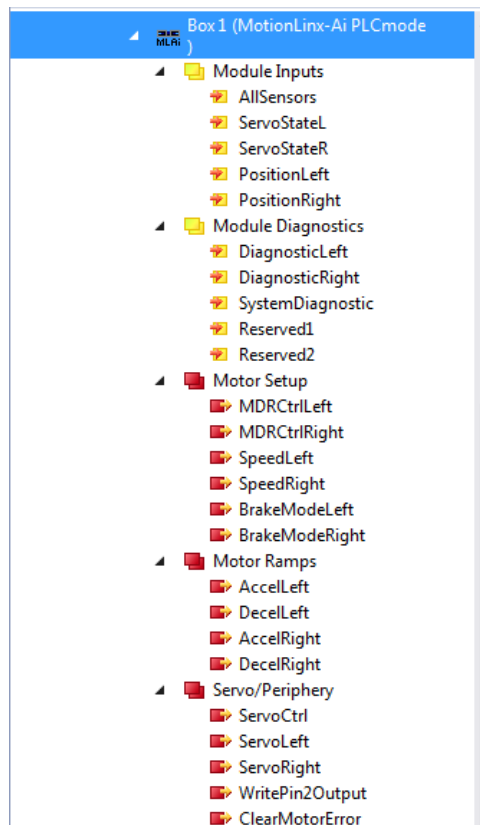 Box 1 (MotionLinx-Ai PLCmode
)
MLAi
Module Inputs
AllSensors
ServoStateL
ServoStateR
PositionLeft
PositionRight
Module Diagnostics
DiagnosticLeft
DiagnosticRight
SystemDiagnostic
Reserved1
Reserved2
Motor Setup
MDRCtrlLeft
MDRCtrlRight
SpeedLeft
SpeedRight
BrakeModeLeft
BrakeModeRight
Motor Ramps
AccelLeft
DecelLeft
AccelRight
DecelRight
Servo/Periphery
ServoCtrl
ServoLeft
ServoRight
WritePin2Output
ClearMotorError